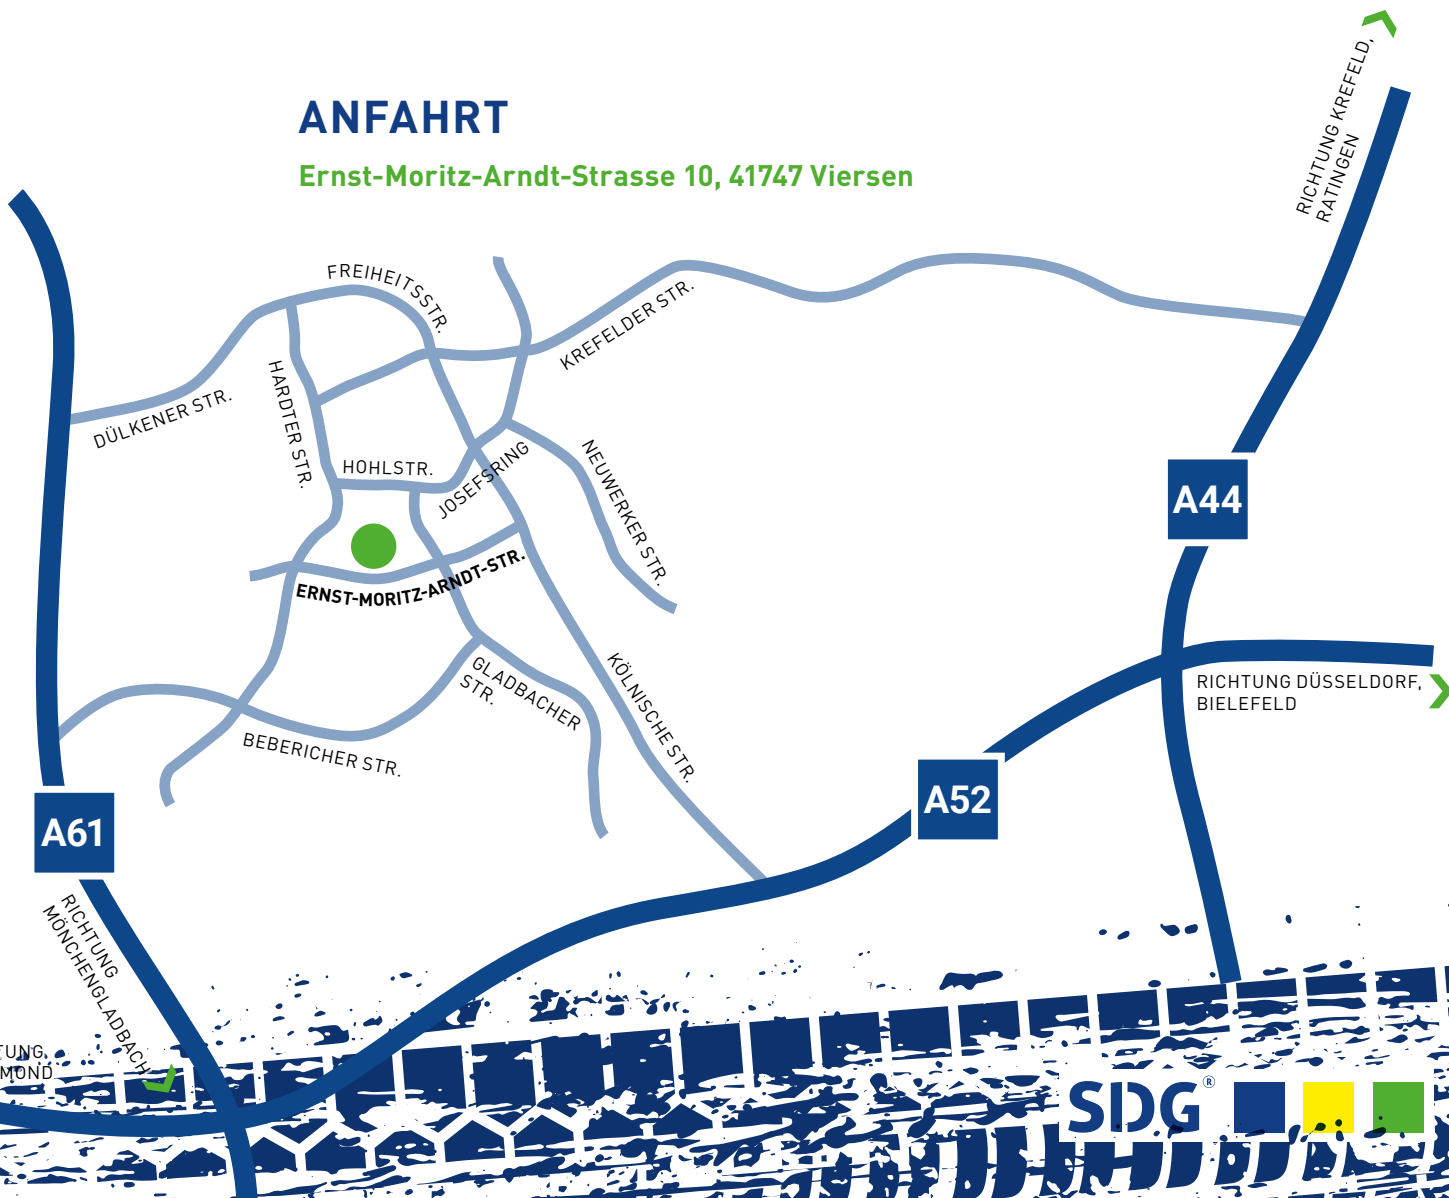 ANFAHRT
Ernst-Moritz-Arndt-Strasse 10, 41747 Viersen
RICHTUNG KREFELD,
RATINGEN
FREIHEITSSTR.
KREFELDER STR.
DÜLKENER STR.
HARDTER STR.
HOHLSTR.
JOSEFSRING
NEUWERKER STR.
A44
ERNST-MORITZ-ARNDT-STR.
GLADBACHER
STR.
KÖLNISCHE STR.
RICHTUNG DÜSSELDORF,
BIELEFELD
BEBERICHER STR.
A52
A61
RICHTUNG
MÖNCHENGLADBACH
TUNG
MOND
SDG®